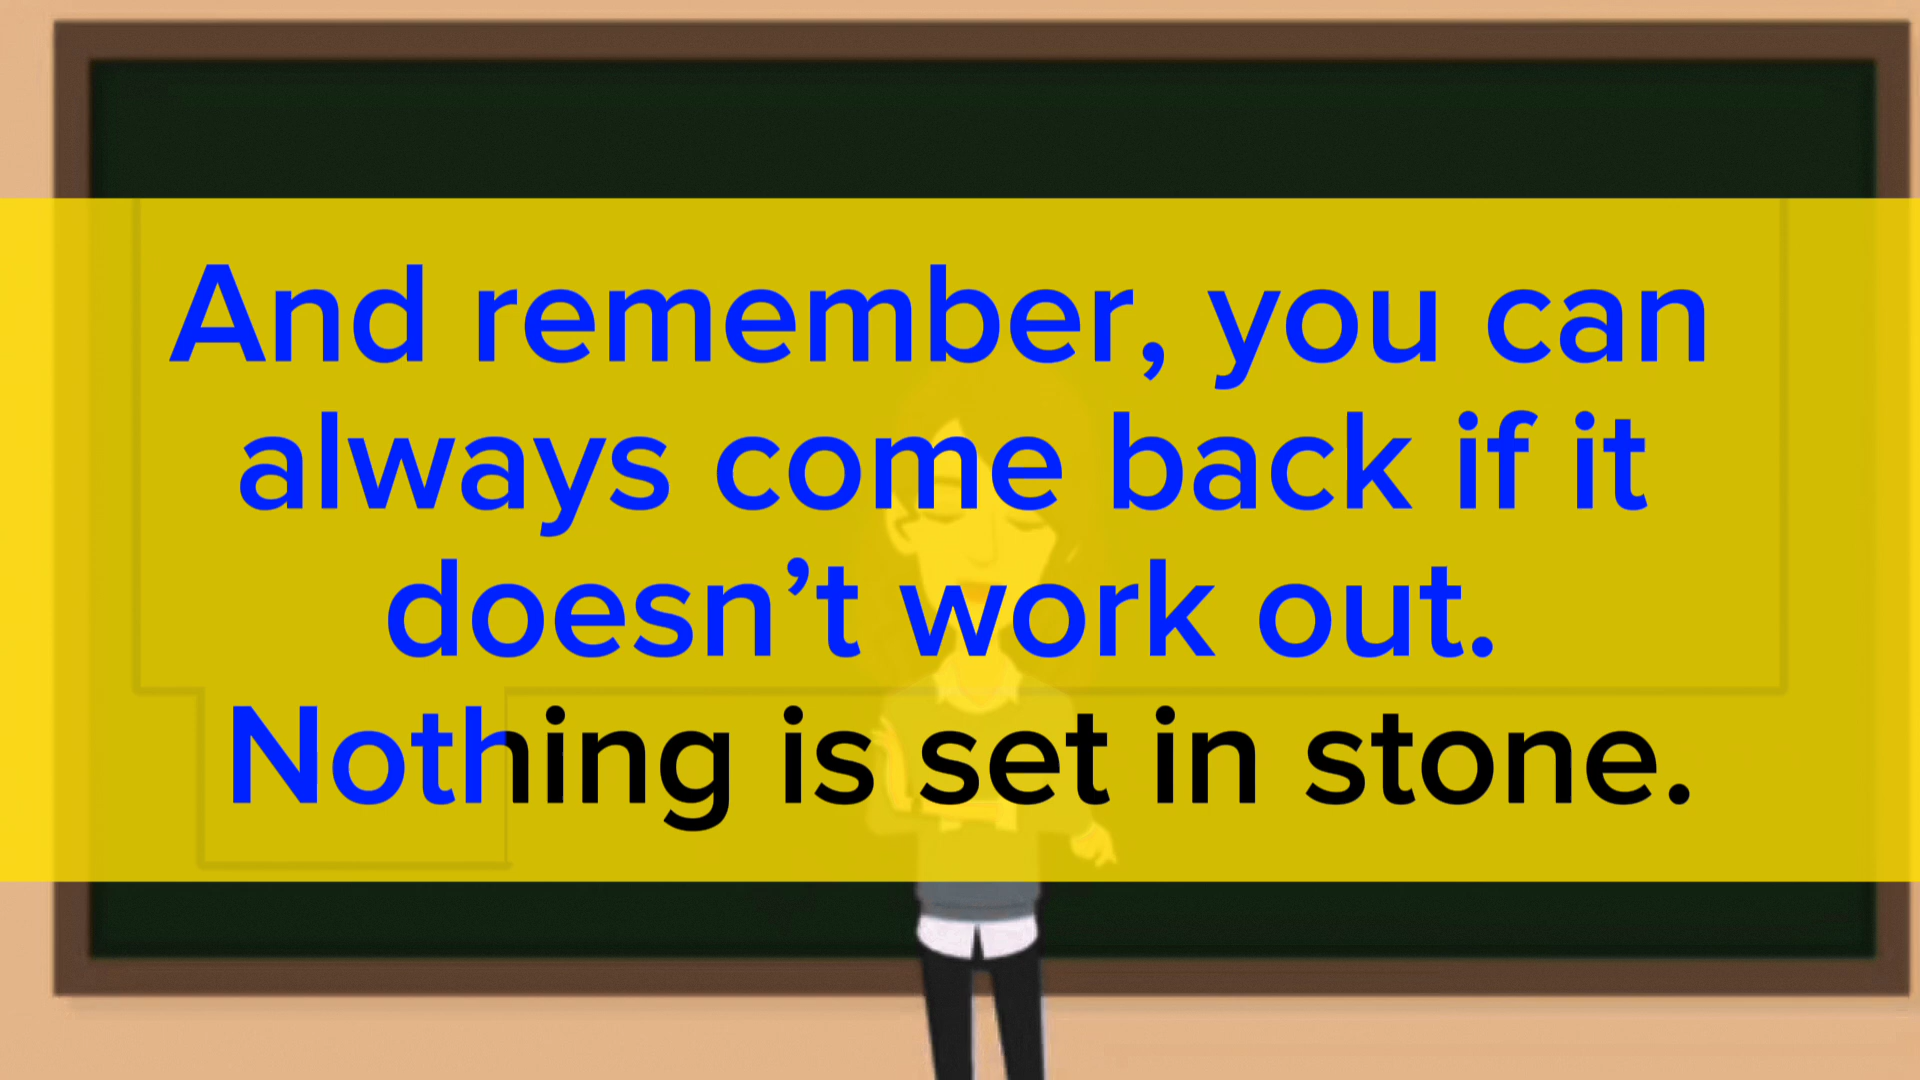 And remember, you can
always come back if it
doesn’t work out.
Nothing is set in stone.